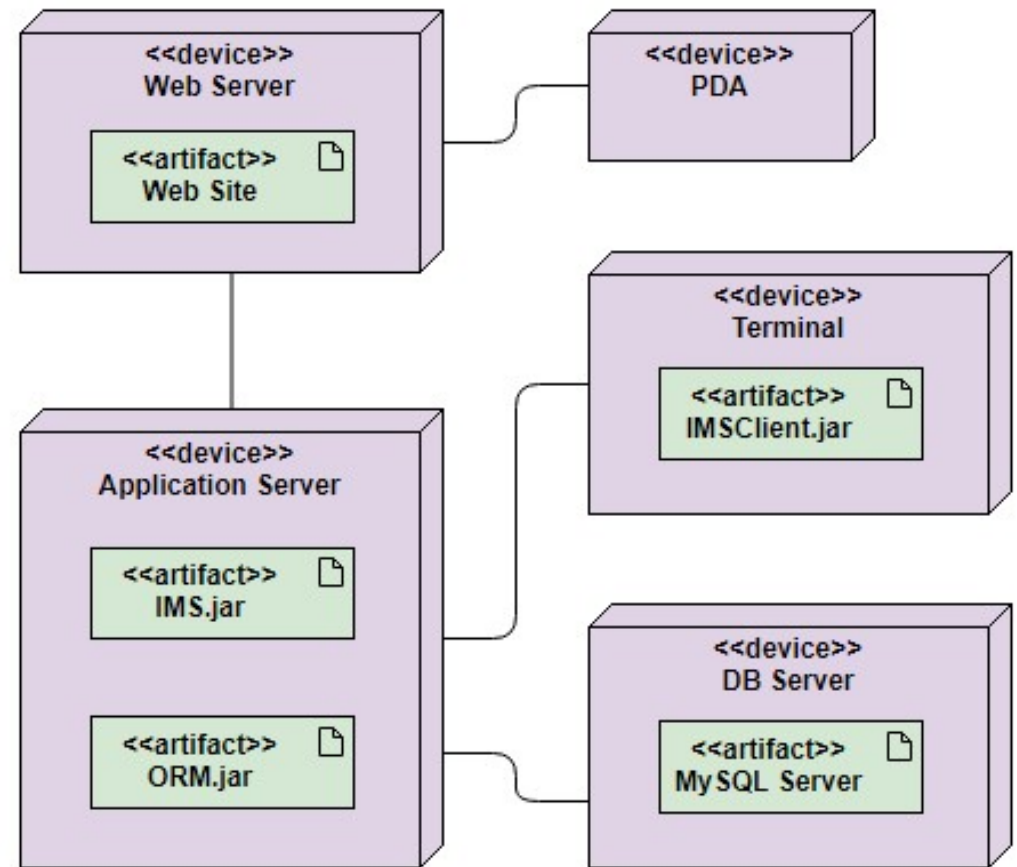 <<device>>
Web Server
<<artifact>>
Web Site
<<device>>
PDA
<<device>>
Terminal
<<artifact>>
IMSClient.jar
<<device>>
Application Server
<<artifact>>
IMS.jar
<<artifact>>
ORM.jar
<<device>>
DB Server
<<artifact>>
MySQL Server